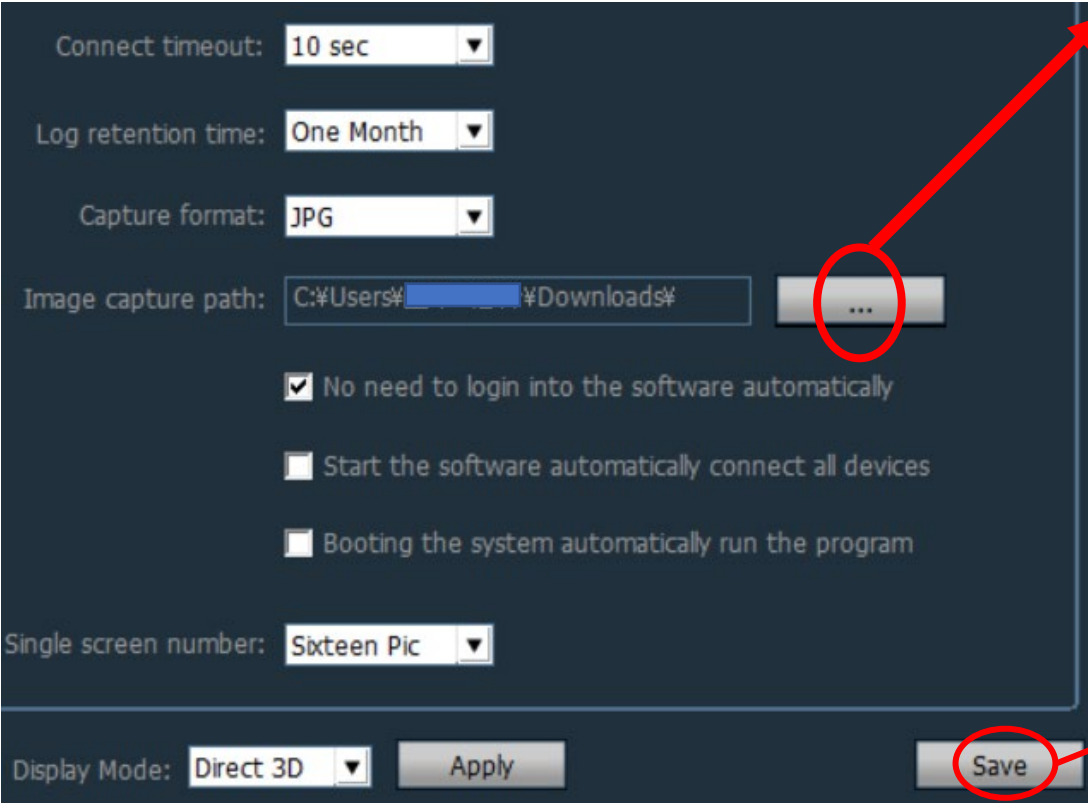 Connect timeout: 10 sec
Log retention time: One Month
Capture format: JPG
Image capture path: C:¥Users¥ ¥Downloads¥ ...
No need to login into the software automatically
Start the software automatically connect all devices
Booting the system automatically run the program
Single screen number: Sixteen Pic
Display Mode: Direct 3D Apply Save